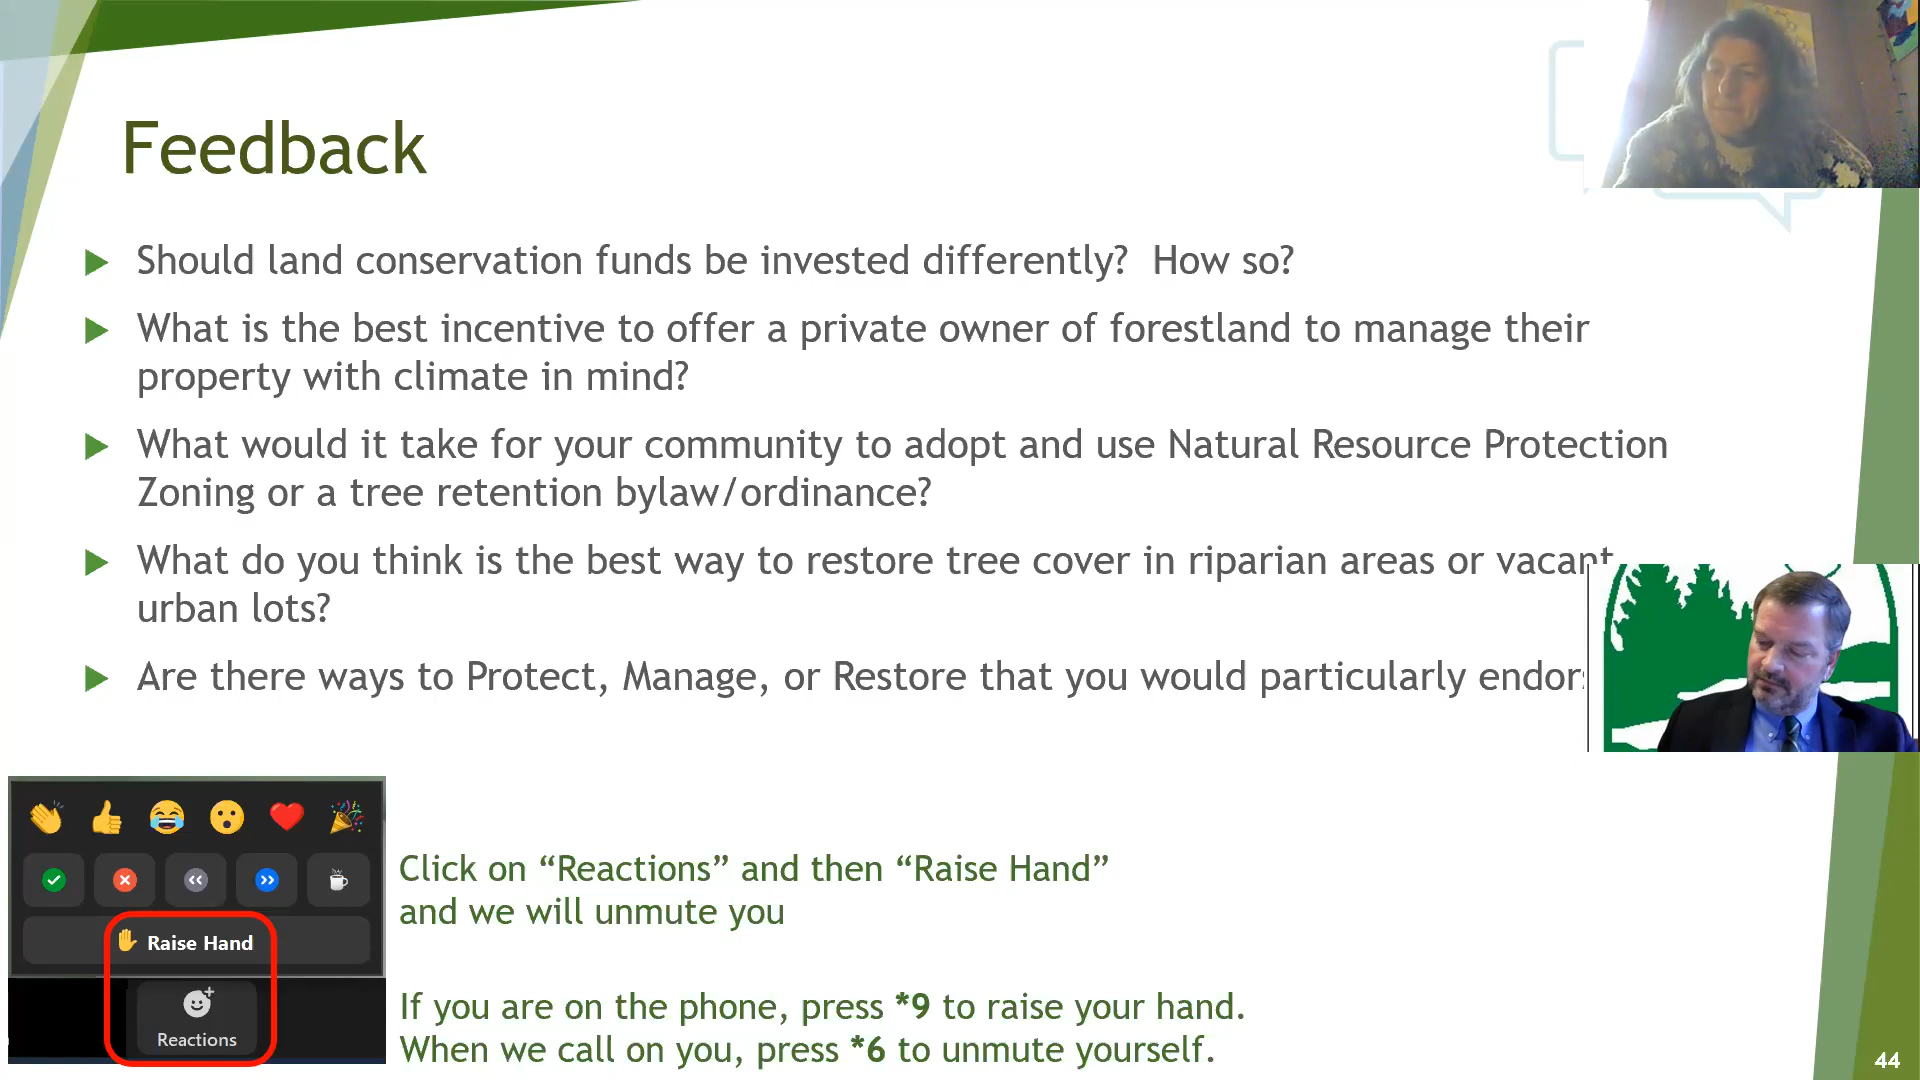 Feedback
Should land conservation funds be invested differently? How so?
What is the best incentive to offer a private owner of forestland to manage their
property with climate in mind?
What would it take for your community to adopt and use Natural Resource Protection
Zoning or a tree retention bylaw/ordinance?
What do you think is the best way to restore tree cover in riparian areas or vacant
urban lots?
Are there ways to Protect, Manage, or Restore that you would particularly
Raise Hand
Reactions
Click on “Reactions” and then “Raise Hand”
and we will unmute you
If you are on the phone, press *9 to raise your hand.
When we call on you, press *6 to unmute yourself.
44